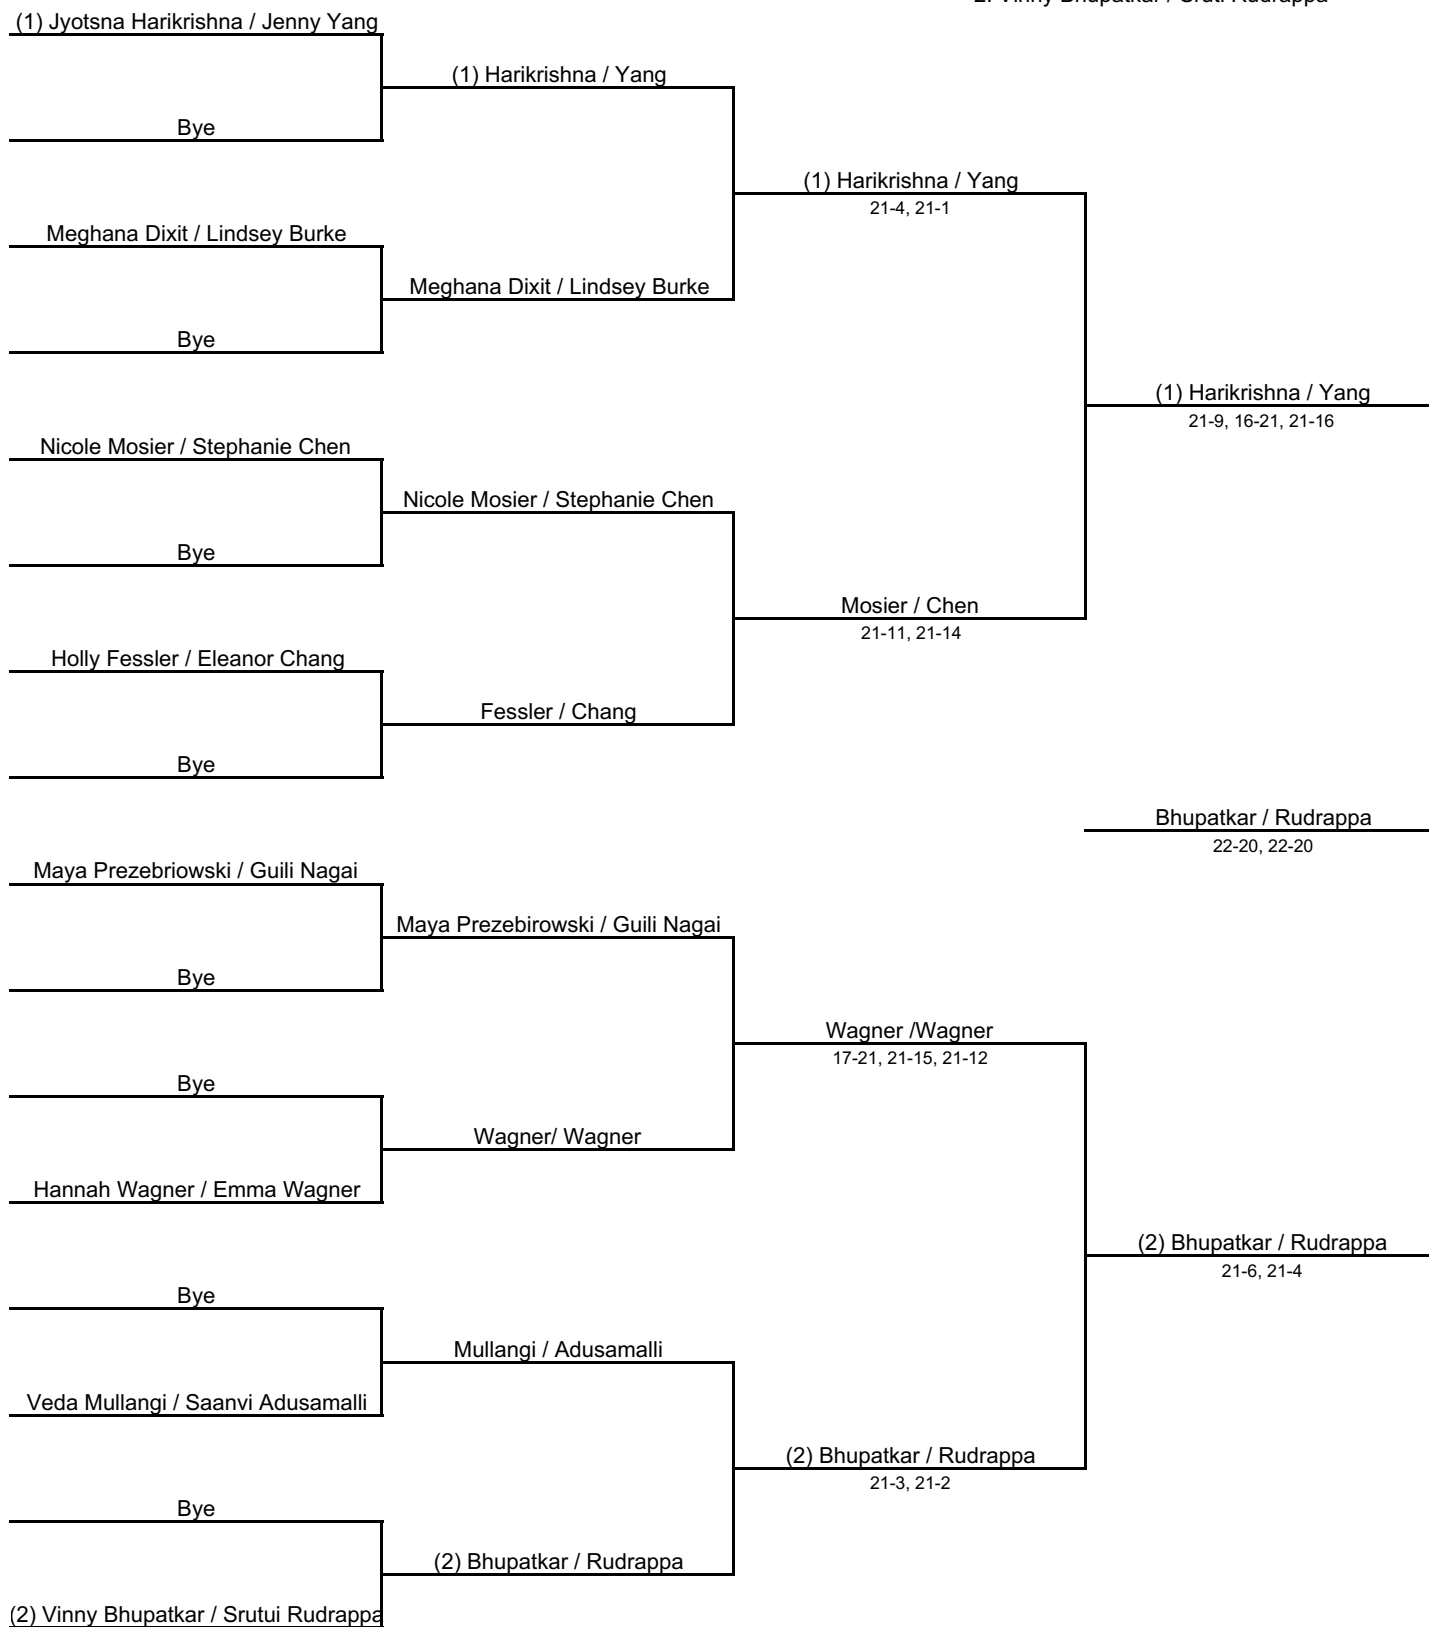 2. Vinny Bhupatkar / Sruti Rudrappa
(1) Jyotsna Harikrishna / Jenny Yang
(1) Harikrishna / Yang
Bye
(1) Harikrishna / Yang
21-4, 21-1
Meghana Dixit / Lindsey Burke
Meghana Dixit / Lindsey Burke
Bye
(1) Harikrishna / Yang
21-9, 16-21, 21-16
Nicole Mosier / Stephanie Chen
Nicole Mosier / Stephanie Chen
Bye
Mosier / Chen
21-11, 21-14
Holly Fessler / Eleanor Chang
Fessler / Chang
Bye
Bhupatkar / Rudrappa
22-20, 22-20
Maya Prezebriowski / Guili Nagai
Maya Prezebirowski / Guili Nagai
Bye
Wagner /Wagner
17-21, 21-15, 21-12
Bye
Wagner/ Wagner
Hannah Wagner / Emma Wagner
(2) Bhupatkar / Rudrappa
21-6, 21-4
Bye
Mullangi / Adusamalli
Veda Mullangi / Saanvi Adusamalli
(2) Bhupatkar / Rudrappa
21-3, 21-2
Bye
(2) Bhupatkar / Rudrappa
(2) Vinny Bhupatkar / Srutui Rudrappa